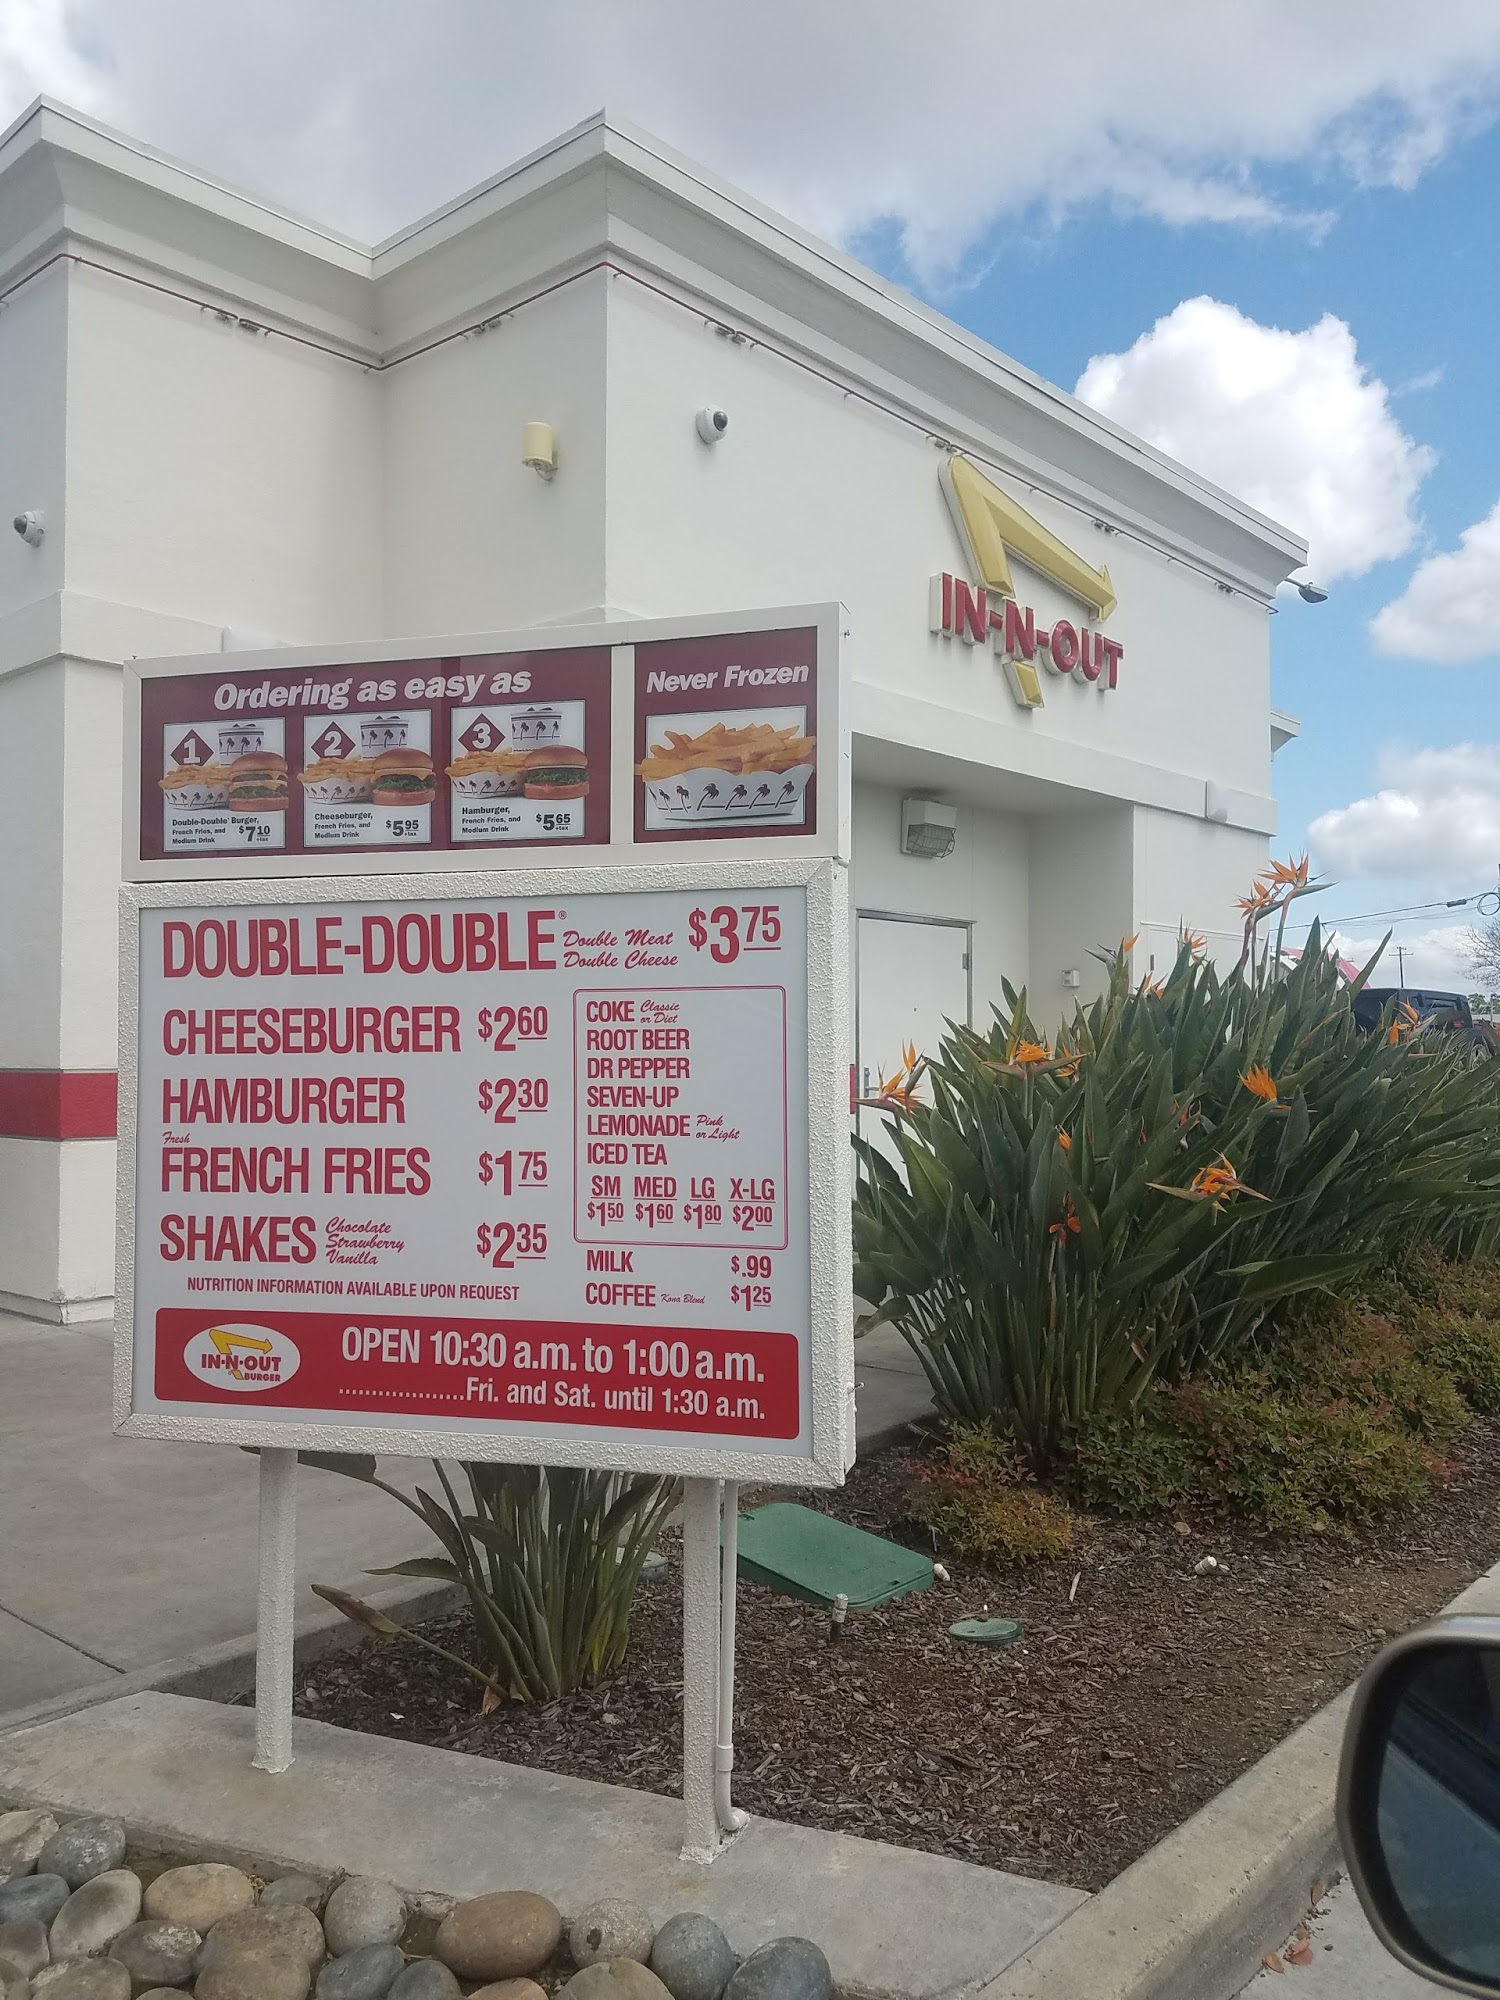 IN-N-OUT
Ordering as easy as
Never Frozen
1
2
3
Double-Double® Burger,
French Fries, and
Medium Drink
$7.10
+tax
Cheeseburger,
French Fries, and
Medium Drink
$5.95
+tax
Hamburger,
French Fries, and
Medium Drink
$5.65
+tax
DOUBLE-DOUBLE® Double Meat Double Cheese $3.75
CHEESEBURGER $2.60
HAMBURGER $2.30
Fresh
FRENCH FRIES $1.75
SHAKES Chocolate Strawberry Vanilla $2.35
NUTRITION INFORMATION AVAILABLE UPON REQUEST
COKE Classic or Diet
ROOT BEER
DR PEPPER
SEVEN-UP
LEMONADE Pink or Light
ICED TEA
SM MED LG X-LG
$1.50 $1.60 $1.80 $2.00
MILK $.99
COFFEE Kona Blend $1.25
IN-N-OUT
BURGER
OPEN 10:30 a.m. to 1:00 a.m.
...................Fri. and Sat. until 1:30 a.m.